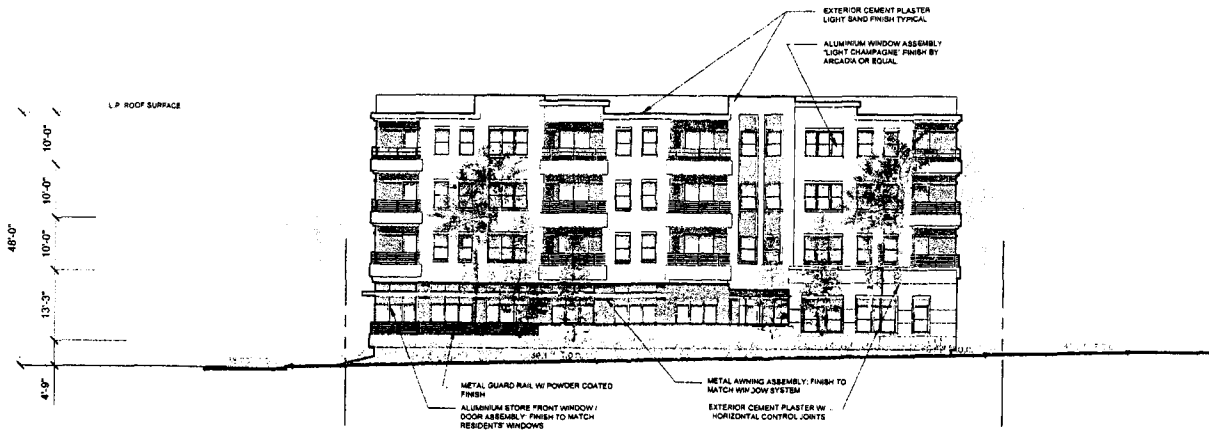 EXTERIOR CEMENT PLASTER
LIGHT SAND FINISH TYPICAL
ALUMINIUM WINDOW ASSEMBLY
"LIGHT CHAMPAGNE" FINISH BY
ARCADIA OR EQUAL
L.P. ROOF SURFACE
10'-0"
10'-0"
10'-0"
13'-3"
4'-9"
48'-0"
METAL GUARD RAIL W/ POWDER COATED
FINISH
ALUMINIUM STORE FRONT WINDOW /
DOOR ASSEMBLY FINISH TO MATCH
RESIDENTS' WINDOWS
METAL AWNING ASSEMBLY; FINISH TO
MATCH WINDOW SYSTEM
EXTERIOR CEMENT PLASTER W/
HORIZONTAL CONTROL JOINTS